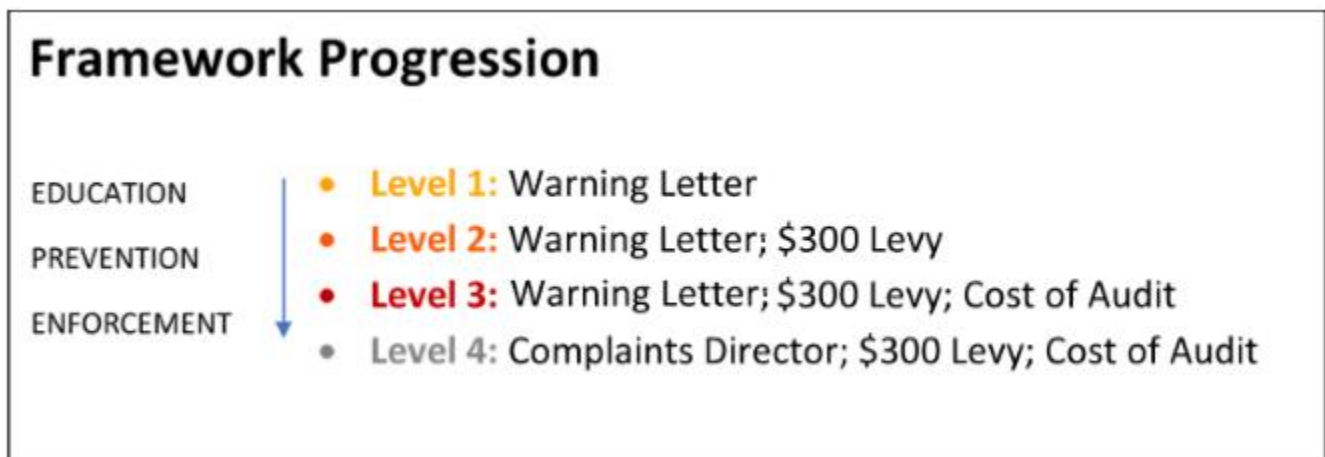 Framework Progression
EDUCATION
PREVENTION
ENFORCEMENT
• Level 1: Warning Letter
• Level 2: Warning Letter; $300 Levy
• Level 3: Warning Letter; $300 Levy; Cost of Audit
• Level 4: Complaints Director; $300 Levy; Cost of Audit